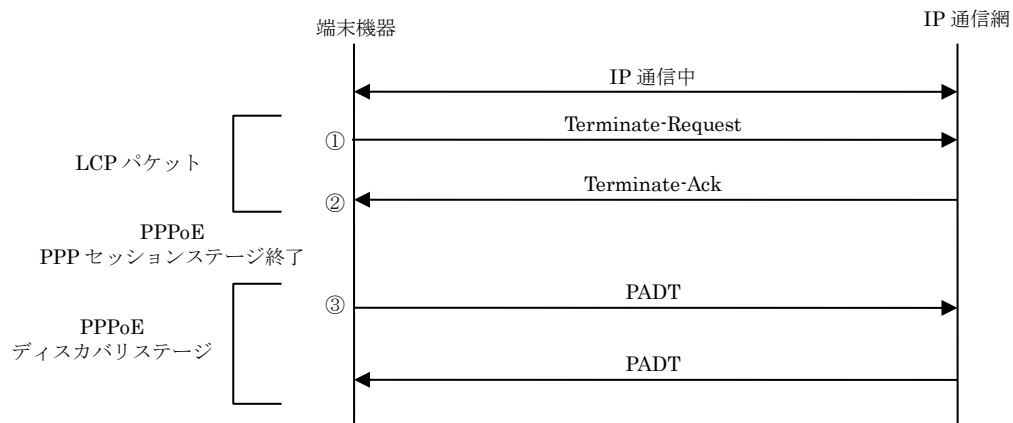 端末機器
IP 通信網
IP 通信中
LCP パケット
①
Terminate-Request
②
Terminate-Ack
PPPoE
PPP セッションステージ終了
PPPoE
ディスカバリステージ
③
PADT
PADT